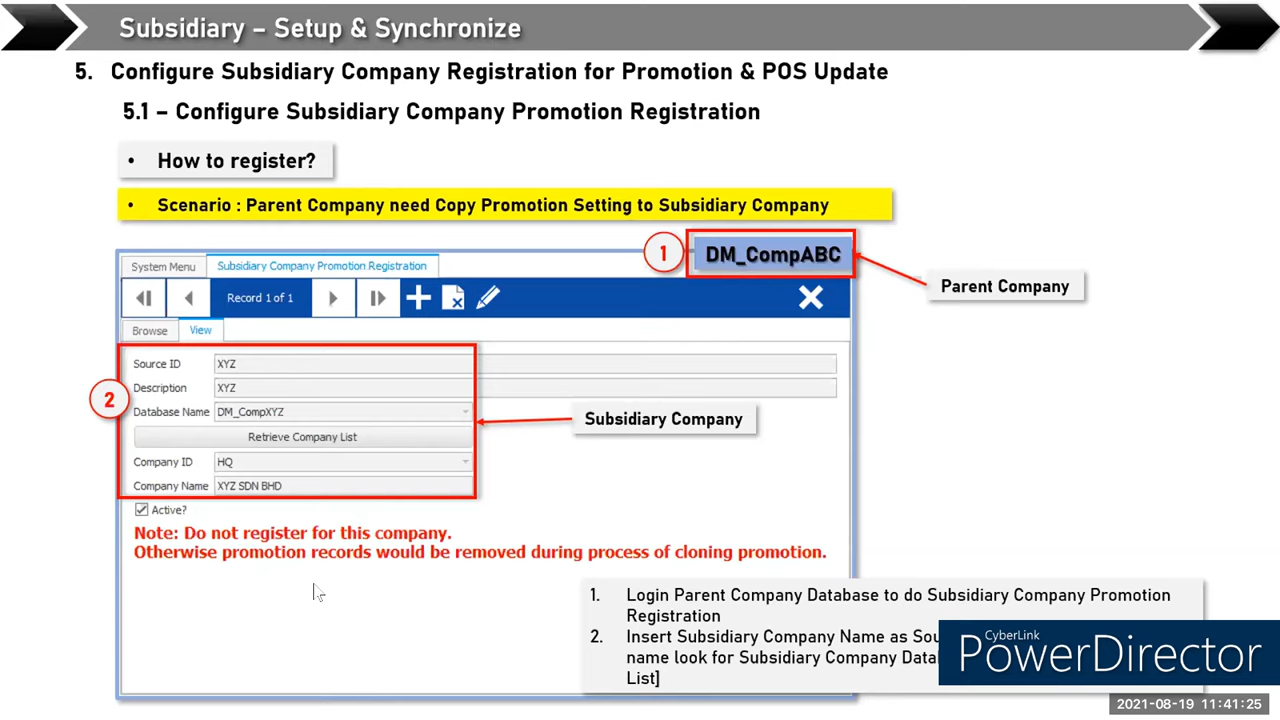 Subsidiary – Setup & Synchronize
5. Configure Subsidiary Company Registration for Promotion & POS Update
5.1 – Configure Subsidiary Company Promotion Registration
• How to register?
• Scenario : Parent Company need Copy Promotion Setting to Subsidiary Company
1
DM_CompABC
Parent Company
System Menu
Subsidiary Company Promotion Registration
Record 1 of 1
Browse
View
2
Source ID XYZ
Description XYZ
Database Name DM_CompXYZ
Subsidiary Company
Retrieve Company List
Company ID HQ
Company Name XYZ SDN BHD
Active?
Note: Do not register for this company.
Otherwise promotion records would be removed during process of cloning promotion.
1. Login Parent Company Database to do Subsidiary Company Promotion
Registration
2. Insert Subsidiary Company Name as
name look for Subsidiary Company
List]
CyberLink
PowerDirector
2021-08-19 11:41:25